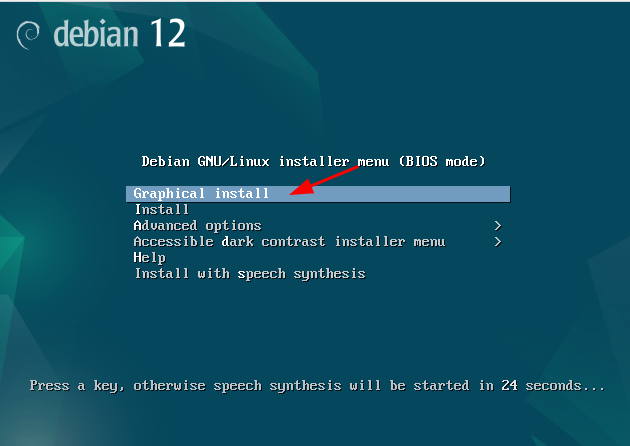 debian 12
Debian GNU/Linux installer menu (BIOS mode)
Graphical install
Install
Advanced options >
Accessible dark contrast installer menu >
Help
Install with speech synthesis
Press a key, otherwise speech synthesis will be started in 24 seconds...